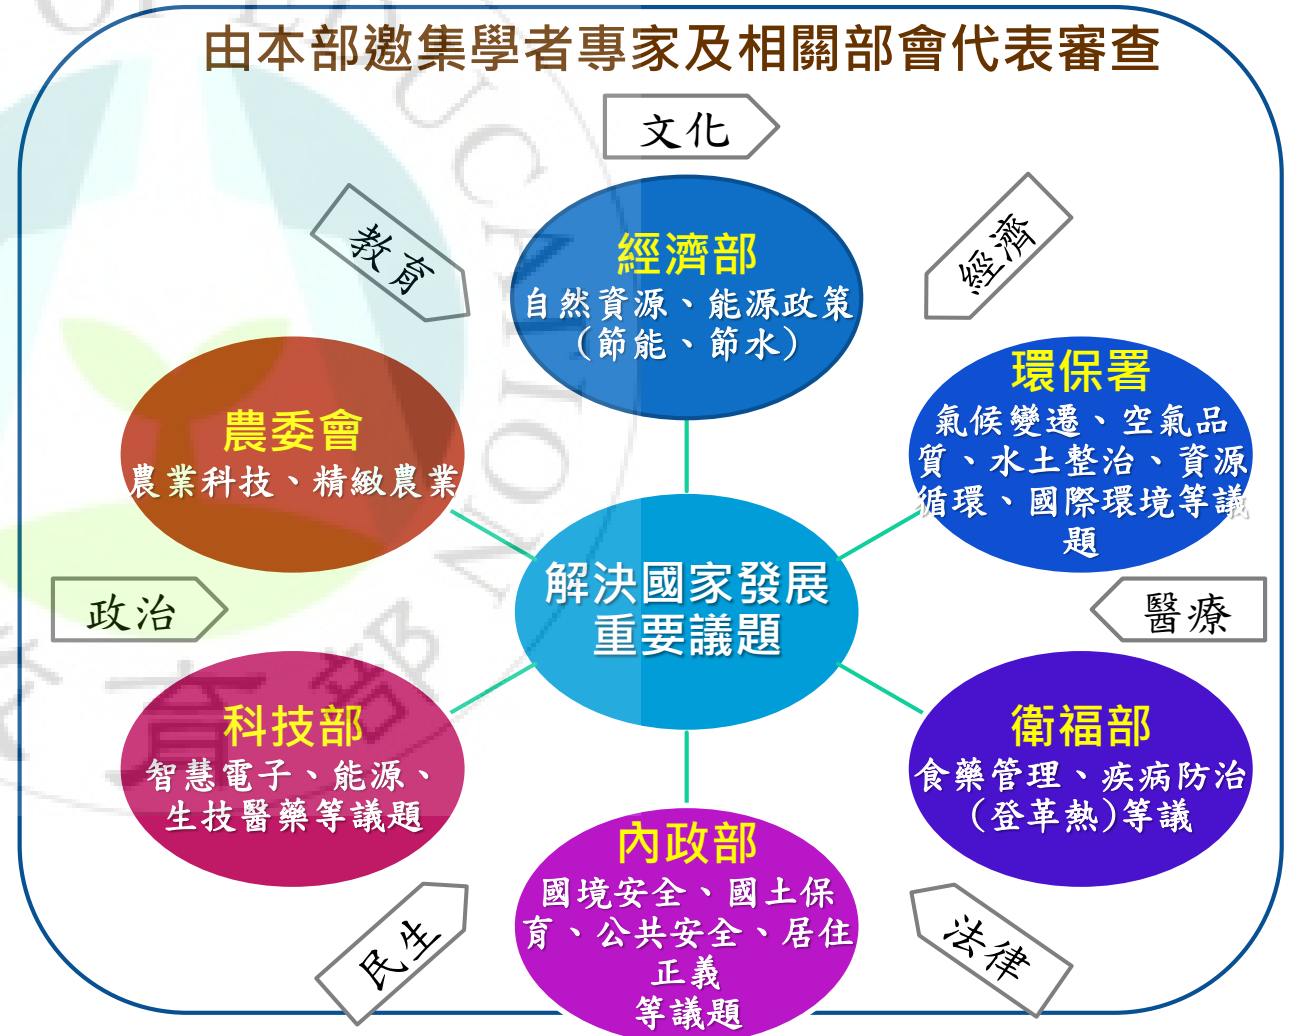 由本部邀集學者專家及相關部會代表審查
文化
教育
經濟
經濟部
自然資源、能源政策
(節能、節水)
農委會
農業科技、精緻農業
環保署
氣候變遷、空氣品
質、水土整治、資源
循環、國際環境等議
題
解決國家發展
重要議題
政治
醫療
科技部
智慧電子、能源、
生技醫藥等議題
衛福部
食藥管理、疾病防治
(登革熱)等議
內政部
國境安全、國土保
育、公共安全、居住
正義
等議題
民生
法律
OF EDUCATION
育部